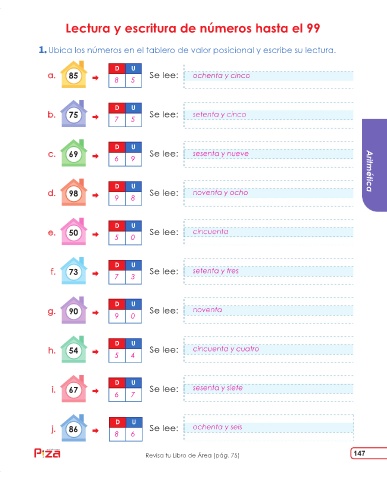 Lectura y escritura de números hasta el 99
1. Ubica los números en el tablero de valor posicional y escribe su lectura.
a. 85 D U 8 5 Se lee: ochenta y cinco
b. 75 D U 7 5 Se lee: setenta y cinco
c. 69 D U 6 9 Se lee: sesenta y nueve
d. 98 D U 9 8 Se lee: noventa y ocho
e. 50 D U 5 0 Se lee: cincuenta
f. 73 D U 7 3 Se lee: setenta y tres
g. 90 D U 9 0 Se lee: noventa
h. 54 D U 5 4 Se lee: cincuenta y cuatro
i. 67 D U 6 7 Se lee: sesenta y siete
j. 86 D U 8 6 Se lee: ochenta y seis
Aritmética
Pizza
Revisa tu Libro de Área (pág. 75)
147